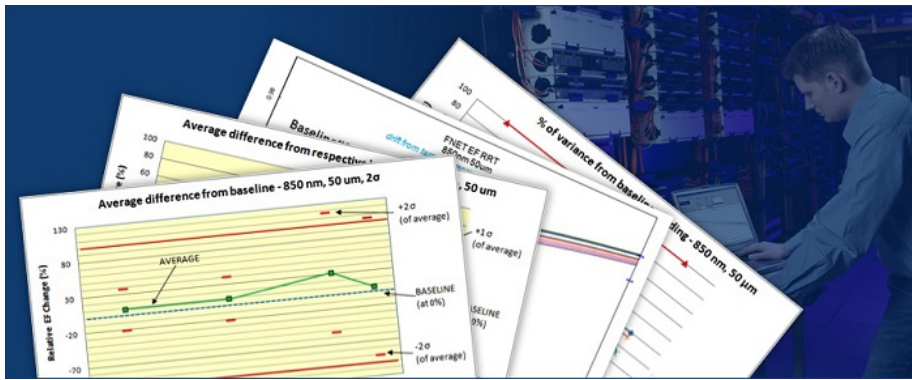 Average difference from baseline - 850 nm, 50 um, 2σ
Relative EF Change (%)
130
80
30
-20
-70
AVERAGE
+2σ
(of average)
BASELINE
(at 0%)
-2σ
(of average)
Average difference from respective
100
80
60
, 50 um
+1σ
(of average)
0.90
drift from
FNET EF RRT
850nm 50um
100
80
% of variance from baseline
ding - 850 nm, 50 μm